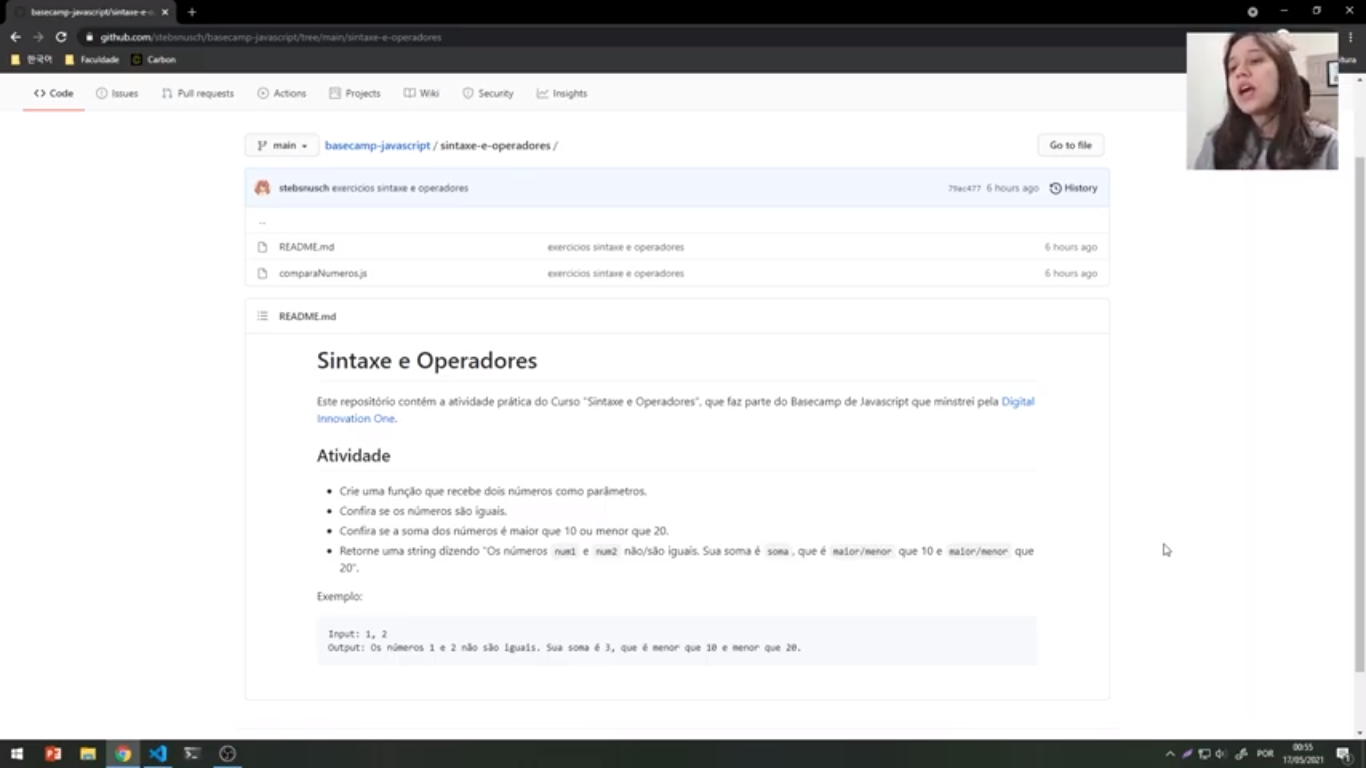 basecamp-javascript/sintaxe-e-o
github.com/stebsnusch/basecamp-javascript/tree/main/sintaxe-e-operadores
한국어 Faculdade Carbon
Code Issues Pull requests Actions Projects Wiki Security Insights
main basecamp-javascript / sintaxe-e-operadores / Go to file
stebsnusch exercicios sintaxe e operadores 79ac477 6 hours ago History
..
README.md exercicios sintaxe e operadores 6 hours ago
comparaNumeros.js exercicios sintaxe e operadores 6 hours ago
README.md
Sintaxe e Operadores
Este repositório contém a atividade prática do Curso "Sintaxe e Operadores", que faz parte do Basecamp de Javascript que minstrei pela Digital
Innovation One.
Atividade
• Crie uma função que recebe dois números como parâmetros.
• Confira se os números são iguais.
• Confira se a soma dos números é maior que 10 ou menor que 20.
• Retorne uma string dizendo "Os números num1 e num2 não/são iguais. Sua soma é soma, que é maior/menor que 10 e maior/menor que
20".
Exemplo:
Input: 1, 2
Output: Os números 1 e 2 não são iguais. Sua soma é 3, que é menor que 10 e menor que 20.
POR
00:55
17/05/2021